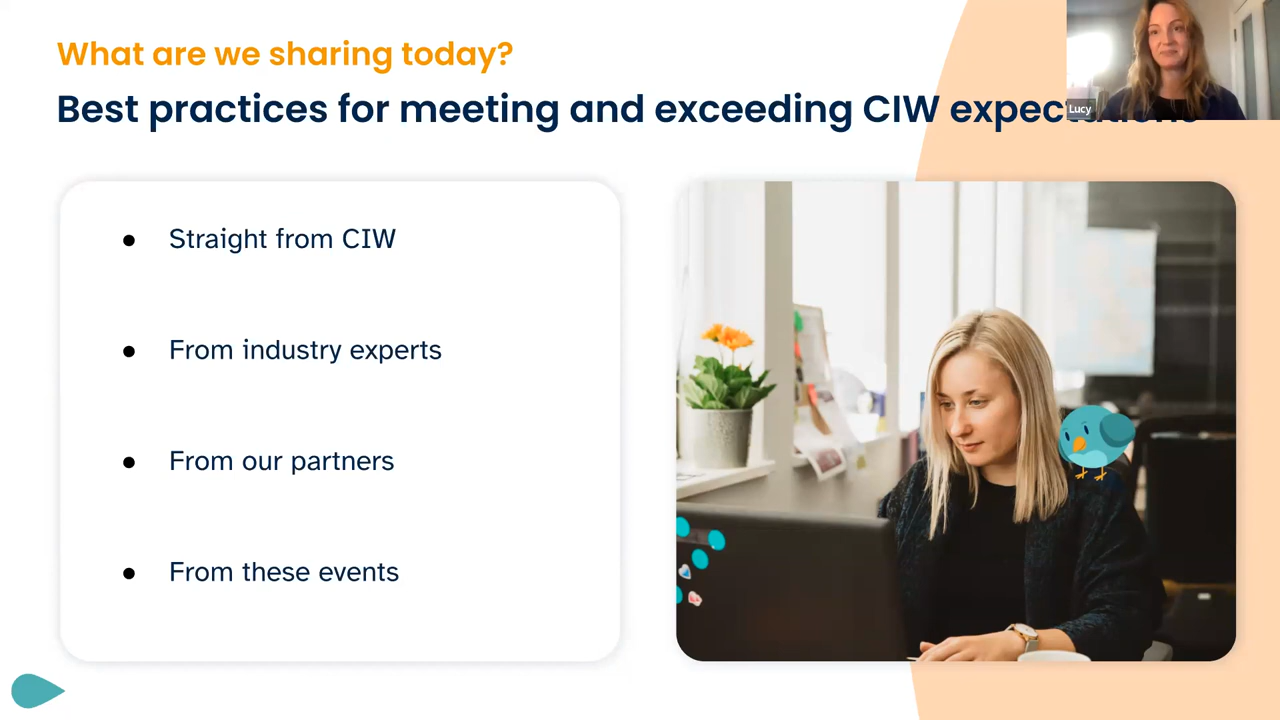 What are we sharing today?
Best practices for meeting and exceeding CIW
Lucy
● Straight from CIW
● From industry experts
● From our partners
● From these events